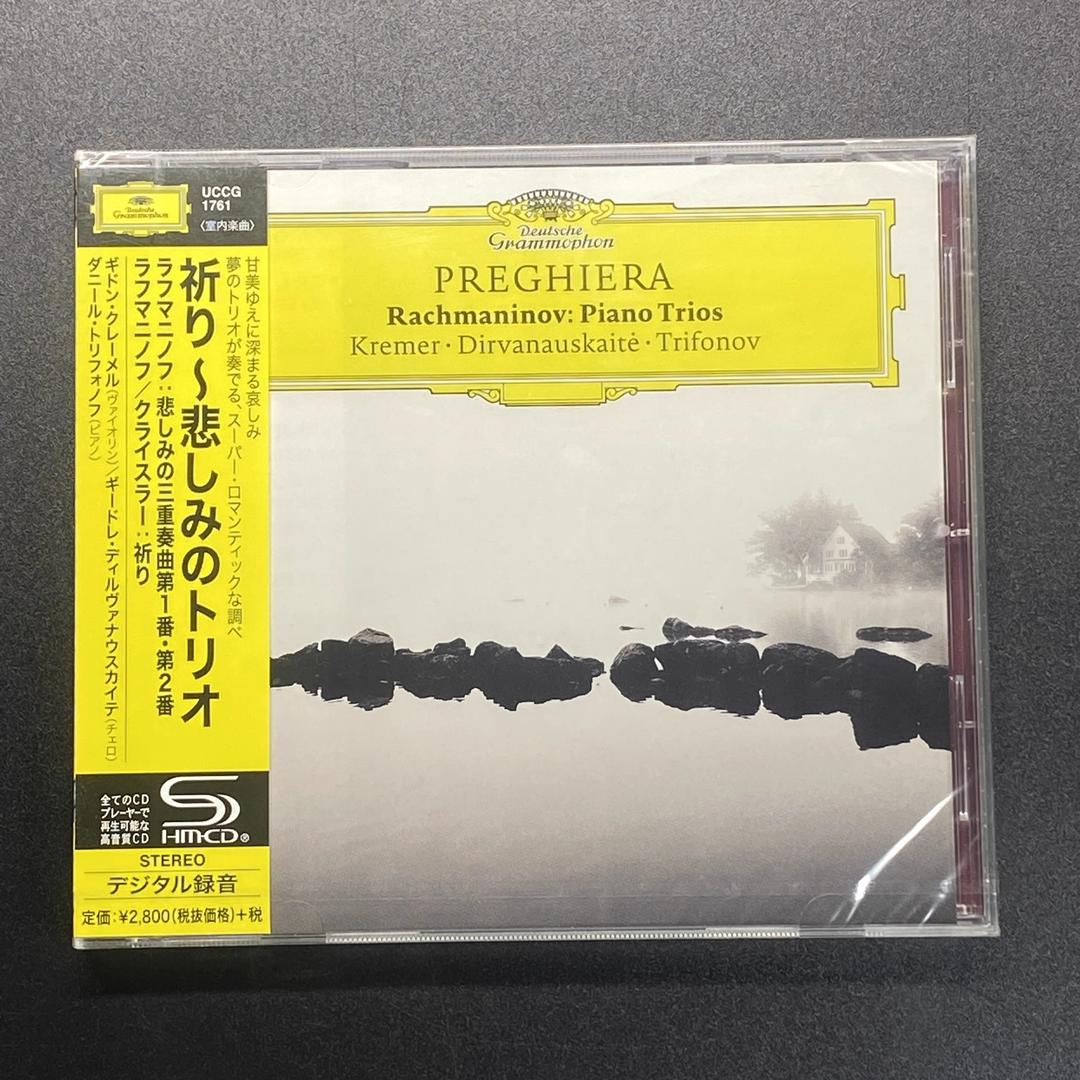 Deutsche
Grammophon
UCCG
1761
〈室内楽曲〉
甘美ゆえに深まる哀しみ
夢のトリオが奏でる、スーパー・ロマンティックな調べ
祈り～悲しみのトリオ
ラフマニノフ：悲しみの三重奏曲第1番・第2番
ラフマニノフ／クライスラー：祈り
ギドン・クレーメル(ヴァイオリン)／ギードレ・ディルヴァナウスカイテ(チェロ)
ダニール・トリフォノフ(ピアノ)
全てのCD
プレーヤーで
再生可能な
高音質CD
HM-CD®
STEREO
デジタル録音
定価:¥2,800(税抜価格)+税
Deutsche
Grammophon
PREGHIERA
Rachmaninov: Piano Trios
Kremer · Dirvanauskaitė · Trifonov